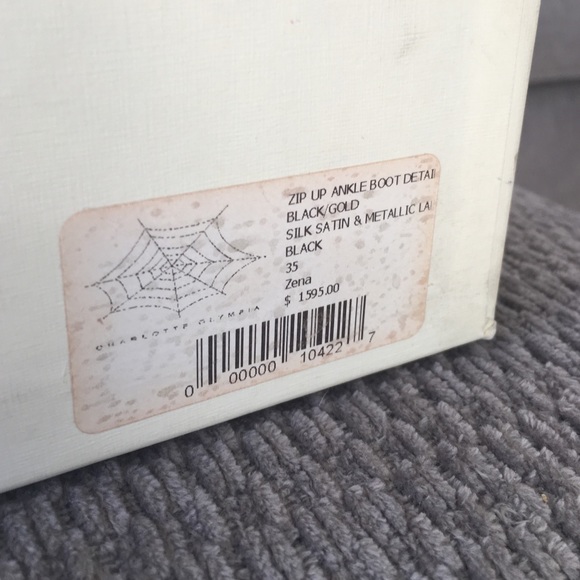 ZIP UP ANKLE BOOT DETAI
BLACK/GOLD
SILK SATIN & METALLIC LA
BLACK
35
Zena
$ 1595.00
CHARLOTTE OLYMPIA
0 00000 10422 7